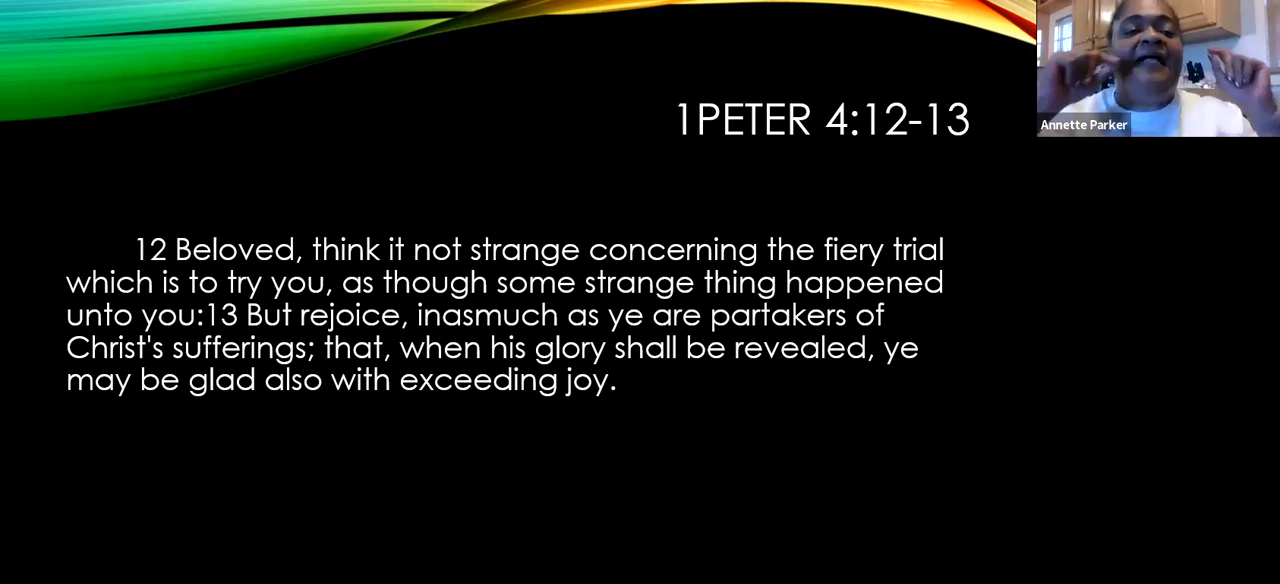 1PETER 4:12-13
Annette Parker
12 Beloved, think it not strange concerning the fiery trial
which is to try you, as though some strange thing happened
unto you:13 But rejoice, inasmuch as ye are partakers of
Christ's sufferings; that, when his glory shall be revealed, ye
may be glad also with exceeding joy.